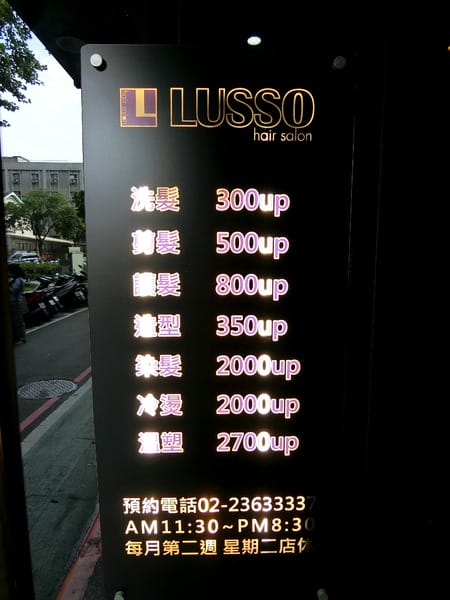 LUSSO
hair salon
洗髮 300up
剪髮 500up
護髮 800up
造型 350up
染髮 2000up
冷燙 2000up
溫塑 2700up
預約電話02-23633337
AM11:30~PM8:30
每月第二週 星期二店休